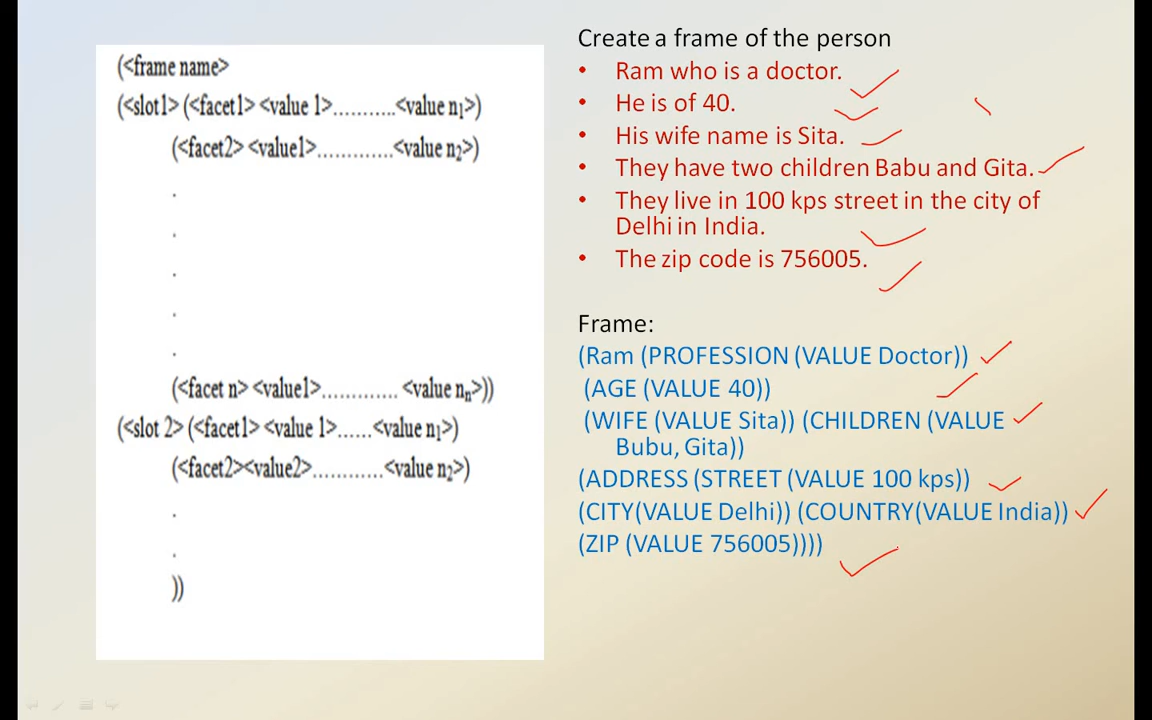 (<frame name>
(<slot1> (<facet1> <value 1>...........<value n1>)
(<facet2> <value1>.............<value n2>)
.
.
.
.
.
(<facet n> <value1>............. <value nn>))
(<slot 2> (<facet1> <value 1>......<value n1>)
(<facet2><value2>............<value n2>)
.
.
))
Create a frame of the person
• Ram who is a doctor.
• He is of 40.
• His wife name is Sita.
• They have two children Babu and Gita.
• They live in 100 kps street in the city of
Delhi in India.
• The zip code is 756005.
Frame:
(Ram (PROFESSION (VALUE Doctor))
(AGE (VALUE 40))
(WIFE (VALUE Sita)) (CHILDREN (VALUE
Bubu, Gita))
(ADDRESS (STREET (VALUE 100 kps))
(CITY(VALUE Delhi)) (COUNTRY(VALUE India))
(ZIP (VALUE 756005))))